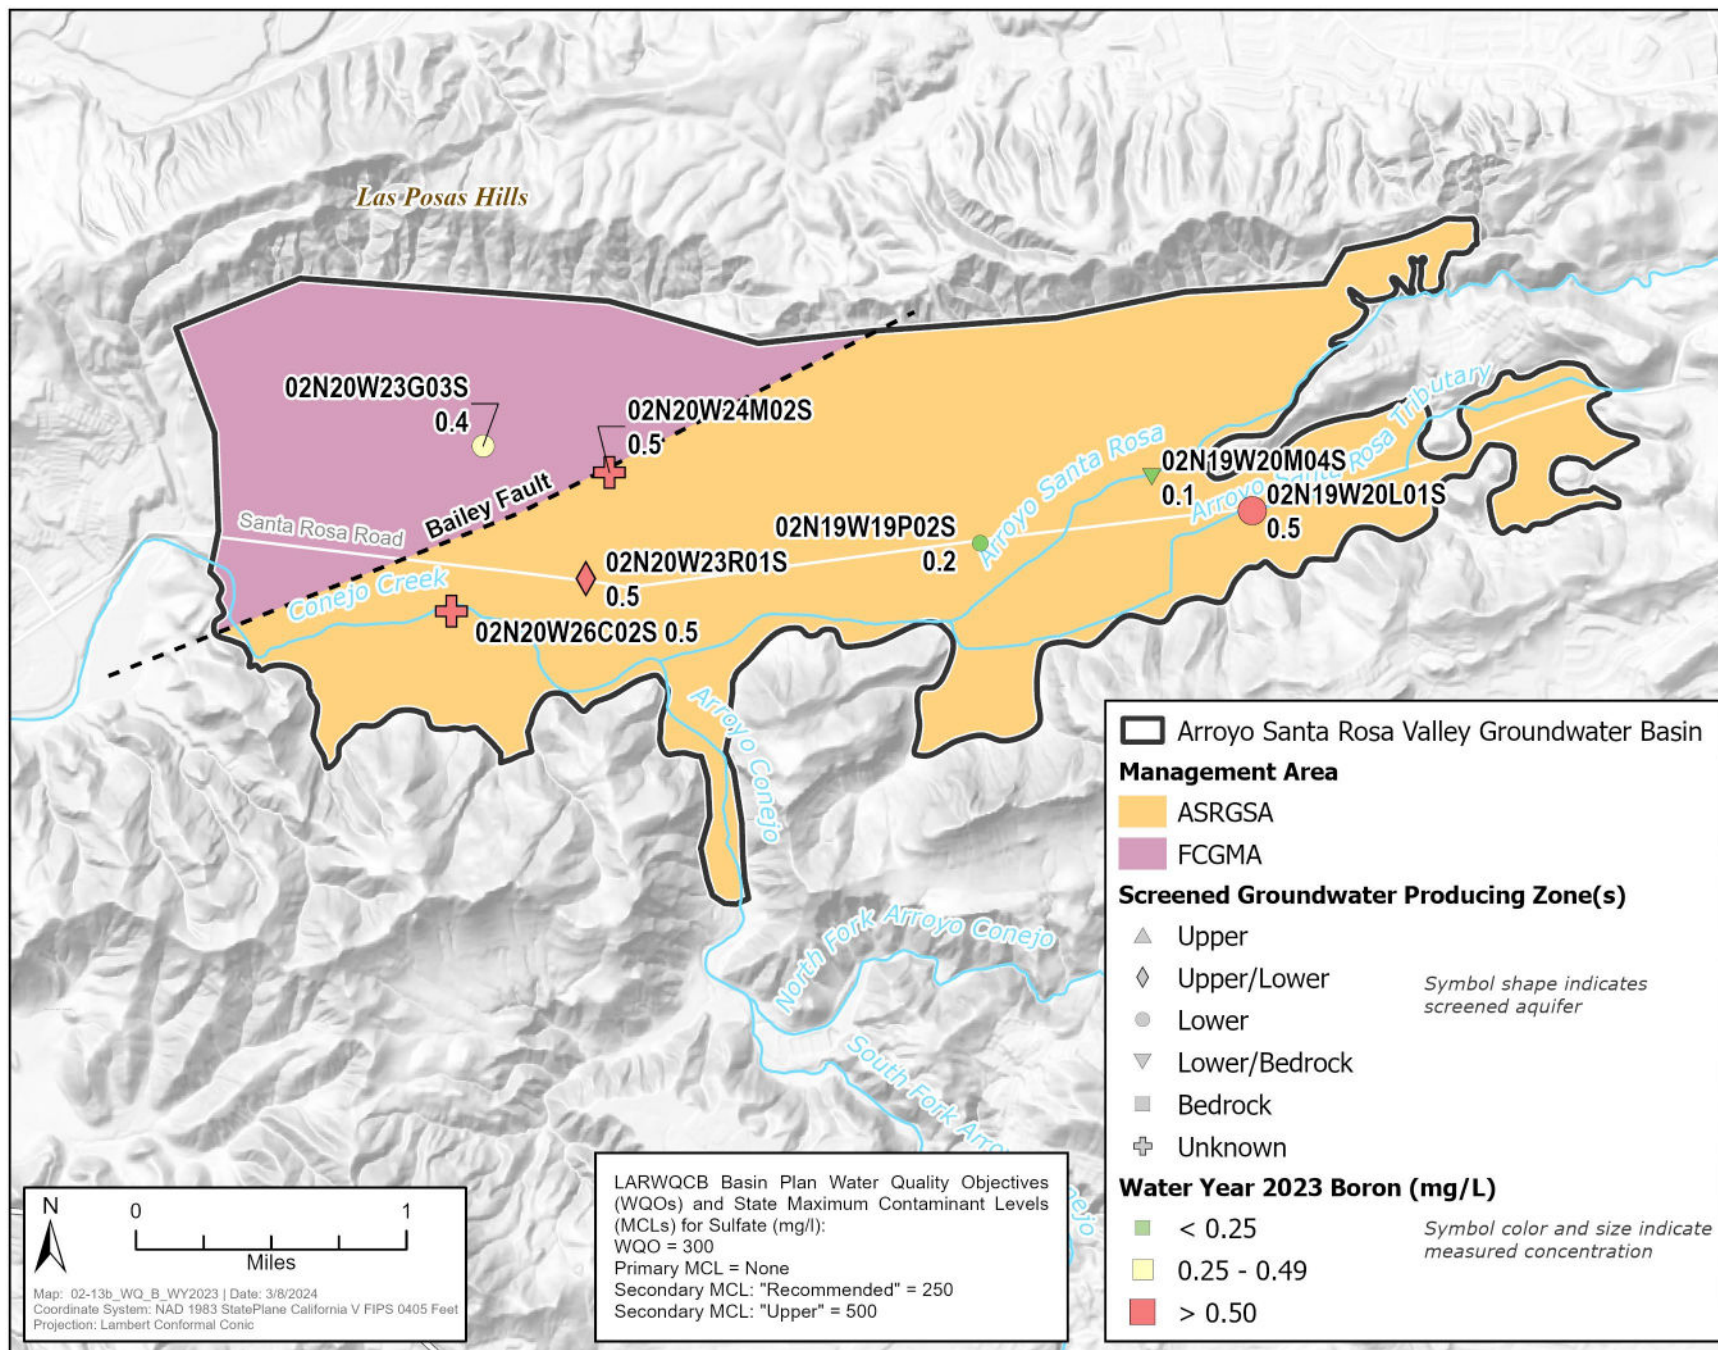 Las Posas Hills
02N20W23G03S
0.4
02N20W24M02S
0.5
Bailey Fault
Santa Rosa Road
Conejo Creek
02N20W23R01S
0.5
02N20W26C02S 0.5
02N19W19P02S
0.2
Arroyo Santa Rosa
02N19W20M04S
0.1
Arroyo Santa Rosa Tributary
02N19W20L01S
0.5
Arroyo Conejo
North Fork Arroyo Conejo
South Fork Arro
nejo
Arroyo Santa Rosa Valley Groundwater Basin
Management Area
ASRGSA
FCGMA
Screened Groundwater Producing Zone(s)
Upper
Upper/Lower
Lower
Lower/Bedrock
Bedrock
Unknown
Symbol shape indicates
screened aquifer
Water Year 2023 Boron (mg/L)
< 0.25
0.25 - 0.49
> 0.50
Symbol color and size indicate
measured concentration
LARWQCB Basin Plan Water Quality Objectives
(WQOs) and State Maximum Contaminant Levels
(MCLs) for Sulfate (mg/l):
WQO = 300
Primary MCL = None
Secondary MCL: "Recommended" = 250
Secondary MCL: "Upper" = 500
N
0 1
Miles
Map: 02-13b_WQ_B_WY2023 | Date: 3/8/2024
Coordinate System: NAD 1983 StatePlane California V FIPS 0405 Feet
Projection: Lambert Conformal Conic